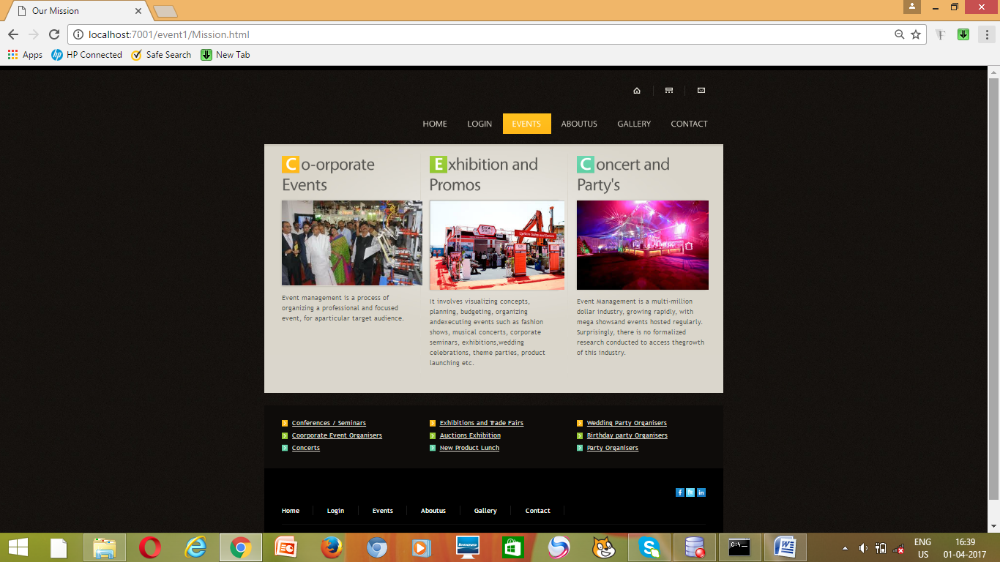 Our Mission
localhost:7001/event1/Mission.html
Apps
HP Connected
Safe Search
New Tab
HOME
LOGIN
EVENTS
ABOUTUS
GALLERY
CONTACT
Co-orporate
Events
Event management is a process of
organizing a professional and focused
event, for aparticular target audience.
Exhibition and
Promos
It involves visualizing concepts,
planning, budgeting, organizing
andexecuting events such as fashion
shows, musical concerts, corporate
seminars, exhibitions,wedding
celebrations, theme parties, product
launching etc.
Concert and
Party's
Event Management is a multi-million
dollar industry, growing rapidly, with
mega showsand events hosted regularly.
Surprisingly, there is no formalized
research conducted to access thegrowth
of this industry.
Conferences / Seminars
Coorporate Event Organisers
Concerts
Exhibitions and Trade Fairs
Auctions Exhibition
New Product Lunch
Wedding Party Organisers
Birthday party Organisers
Party Organisers
Home
Login
Events
Aboutus
Gallery
Contact
ENG
US
16:39
01-04-2017